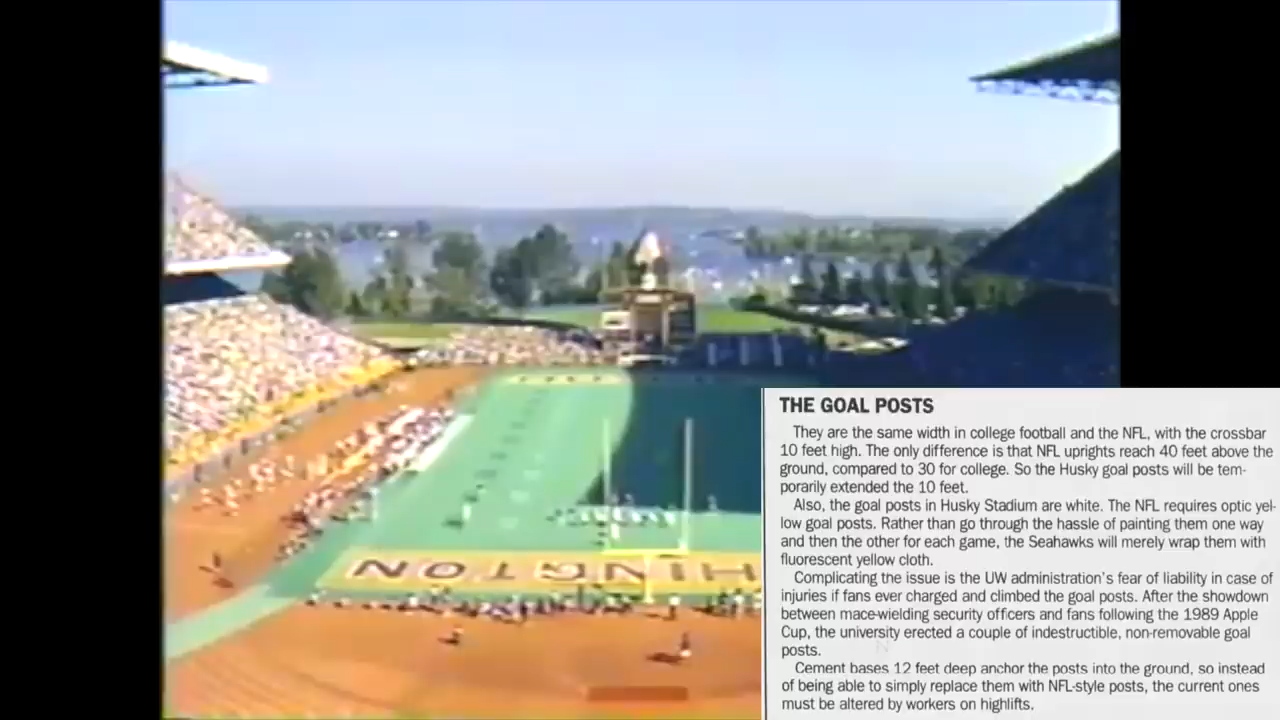 HINGTON
THE GOAL POSTS
They are the same width in college football and the NFL, with the crossbar
10 feet high. The only difference is that NFL uprights reach 40 feet above the
ground, compared to 30 for college. So the Husky goal posts will be tem-
porarily extended the 10 feet.
Also, the goal posts in Husky Stadium are white. The NFL requires optic yel-
low goal posts. Rather than go through the hassle of painting them one way
and then the other for each game, the Seahawks will merely wrap them with
fluorescent yellow cloth.
Complicating the issue is the UW administration's fear of liability in case of
injuries if fans ever charged and climbed the goal posts. After the showdown
between mace-wielding security officers and fans following the 1989 Apple
Cup, the university erected a couple of indestructible, non-removable goal
posts.
Cement bases 12 feet deep anchor the posts into the ground, so instead
of being able to simply replace them with NFL-style posts, the current ones
must be altered by workers on highlifts.